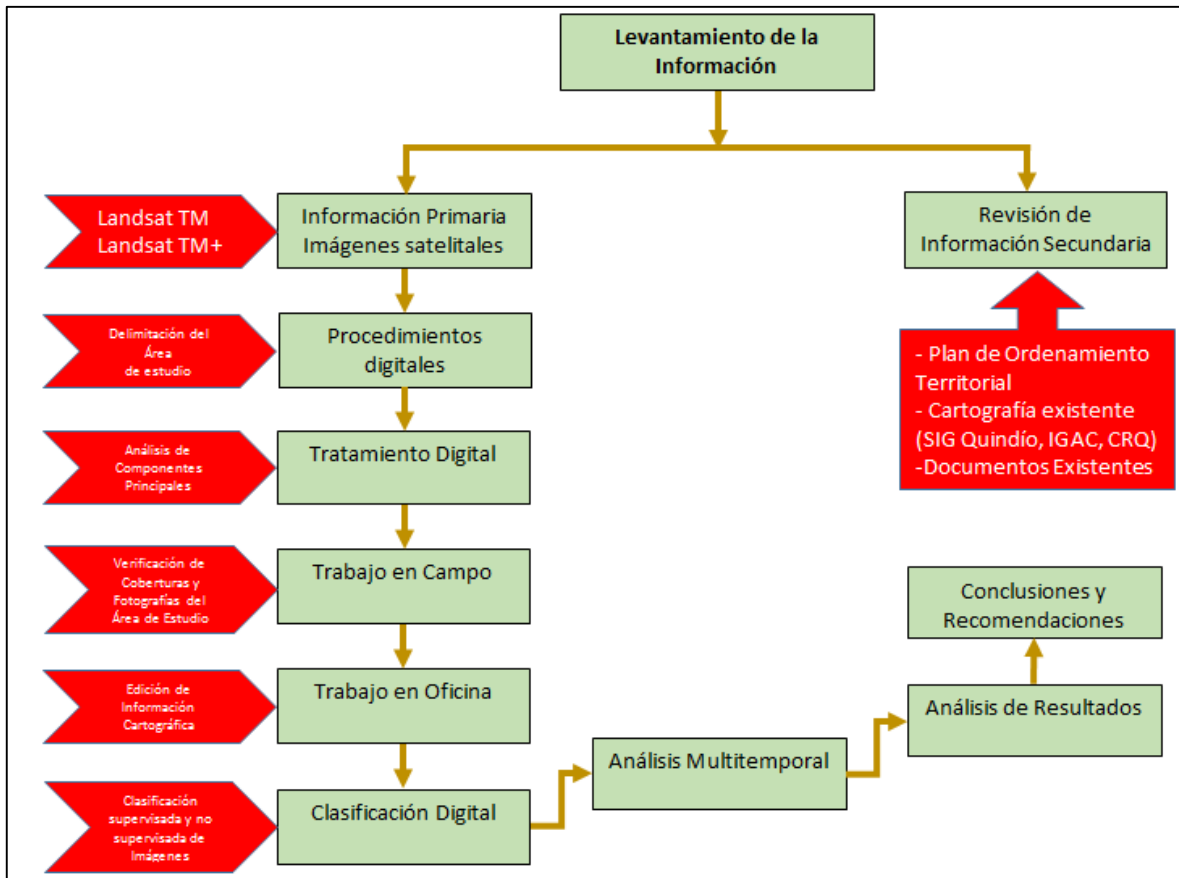 Levantamiento de la
Información
Landsat TM
Landsat TM+
Información Primaria
Imágenes satelitales
Revisión de
Información Secundaria
- Plan de Ordenamiento
Territorial
- Cartografía existente
(SIG Quindío, IGAC, CRQ)
-Documentos Existentes
Delimitación del
Área
de estudio
Procedimientos
digitales
Análisis de
Componentes
Principales
Tratamiento Digital
Verificación de
Coberturas y
Fotografías del
Área de Estudio
Trabajo en Campo
Edición de
Información
Cartográfica
Trabajo en Oficina
Clasificación
supervisada y no
supervisada de
Imágenes
Clasificación Digital
Análisis Multitemporal
Análisis de Resultados
Conclusiones y
Recomendaciones